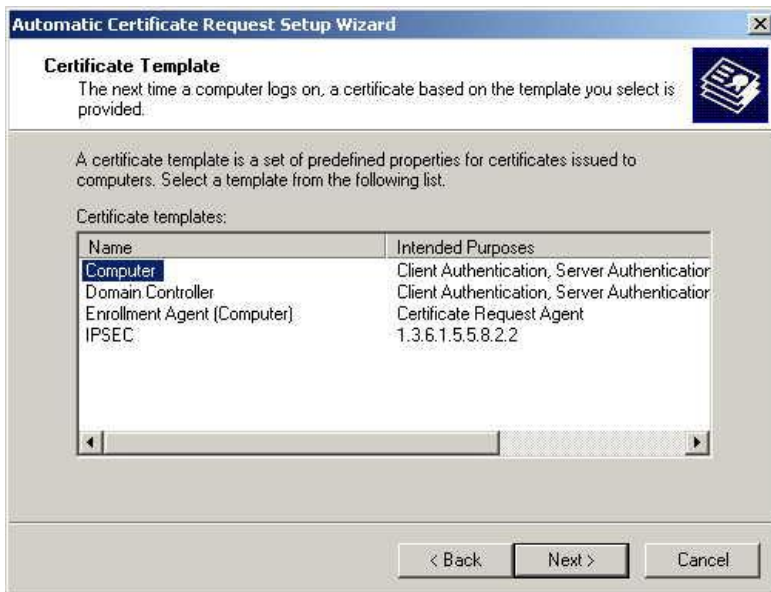 Automatic Certificate Request Setup Wizard
Certificate Template
The next time a computer logs on, a certificate based on the template you select is
provided.
A certificate template is a set of predefined properties for certificates issued to
computers. Select a template from the following list.
Certificate templates:
Name Intended Purposes
Computer Client Authentication, Server Authentication
Domain Controller Client Authentication, Server Authentication
Enrollment Agent (Computer) Certificate Request Agent
IPSEC 1.3.6.1.5.5.8.2.2
< Back Next > Cancel